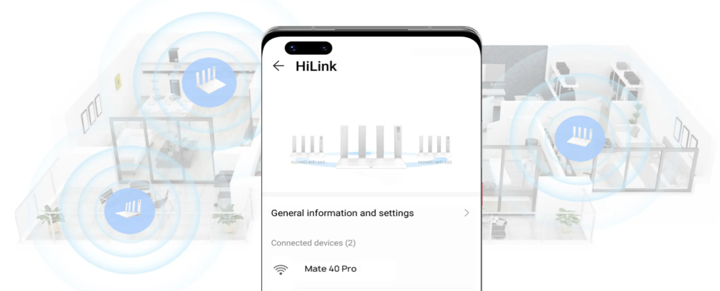 HiLink
General information and settings
Connected devices (2)
Mate 40 Pro